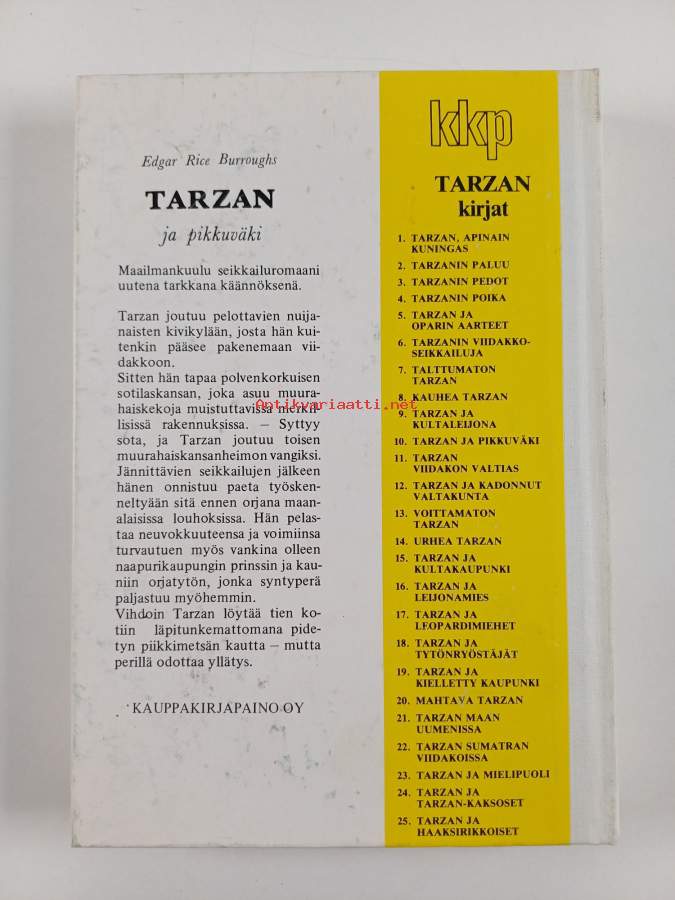 Edgar Rice Burroughs
TARZAN
ja pikkuväki
Maailmankuulu seikkailuromaani
uutena tarkkana käännöksenä.
Tarzan joutuu pelottavien nuija-
naisten kivikylään, josta hän kui-
tenkin pääsee pakenemaan vii-
dakkoon.
Sitten hän tapaa polvenkorkuisen
sotilaskansan, joka asuu muura-
haiskekoja muistuttavissa merkil-
lisissä rakennuksissa. – Syttyy
sota, ja Tarzan joutuu toisen
muurahaiskansanheimon vangiksi.
Jännittävien seikkailujen jälkeen
hänen onnistuu paeta työsken-
neltyään sitä ennen orjana maan-
alaisissa louhoksissa. Hän pelas-
taa neuvokkuuteensa ja voimiinsa
turvautuen myös vankina olleen
naapurikaupungin prinssin ja kau-
niin orjatytön, jonka syntyperä
paljastuu myöhemmin.
Vihdoin Tarzan löytää tien ko-
tiin läpitunkemattomana pide-
tyn piikkimetsän kautta – mutta
perillä odottaa yllätys.
KAUPPAKIRJAPAINO OY
kkp
TARZAN
kirjat
1. TARZAN, APINAIN
KUNINGAS
2. TARZANIN PALUU
3. TARZANIN PEDOT
4. TARZANIN POIKA
5. TARZAN JA
OPARIN AARTEET
6. TARZANIN VIIDAKKO-
SEIKKAILUJA
7. TALTTUMATON
TARZAN
8. KAUHEA TARZAN
9. TARZAN JA
KULTALEIJONA
10. TARZAN JA PIKKUVÄKI
11. TARZAN
VIIDAKON VALTIAS
12. TARZAN JA KADONNUT
VALTAKUNTA
13. VOITTAMATON
TARZAN
14. URHEA TARZAN
15. TARZAN JA
KULTAKAUPUNKI
16. TARZAN JA
LEIJONAMIES
17. TARZAN JA
LEOPARDIMIEHET
18. TARZAN JA
TYTÖNRYÖSTÄJÄT
19. TARZAN JA
KIELLETTY KAUPUNKI
20. MAHTAVA TARZAN
21. TARZAN MAAN
UUMENISSA
22. TARZAN SUMATRAN
VIIDAKOISSA
23. TARZAN JA MIELIPUOLI
24. TARZAN JA
TARZAN-KAKSOSET
25. TARZAN JA
HAAKSIRIKKOISET
Antikvariaatti.net